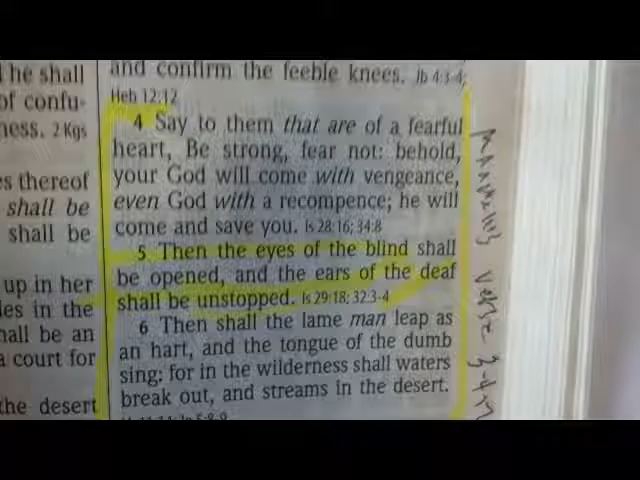 he shall
of confu-
ness. 2 Kgs
es thereof
shall be
shall be
up in her
les in the
hall be an
a court for
the desert
and confirm the feeble knees. Jb 4:3-4;
Heb 12:12
4 Say to them that are of a fearful
heart, Be strong, fear not: behold,
your God will come with vengeance,
even God with a recompence; he will
come and save you. Is 28:16; 34:8
5 Then the eyes of the blind shall
be opened, and the ears of the deaf
shall be unstopped. Is 29:18; 32:3-4
6 Then shall the lame man leap as
an hart, and the tongue of the dumb
sing: for in the wilderness shall waters
break out, and streams in the desert.